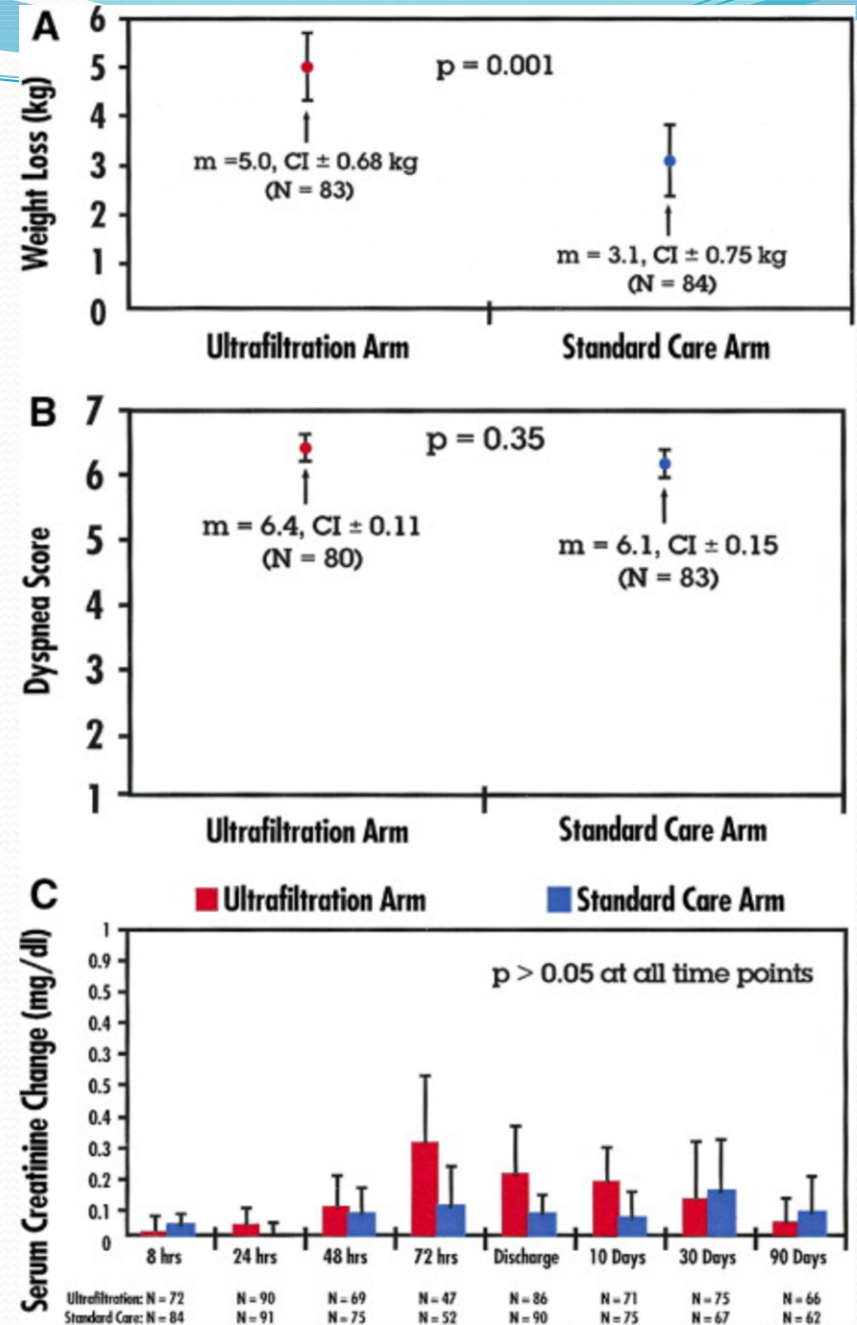 A
Weight Loss (kg)
6
5
4
3
2
1
0
p = 0.001
m =5.0, CI ± 0.68 kg
(N = 83)
m = 3.1, CI ± 0.75 kg
(N = 84)
Ultrafiltration Arm
Standard Care Arm
B
Dyspnea Score
7
6
5
4
3
2
1
p = 0.35
m = 6.4, CI ± 0.11
(N = 80)
m = 6.1, CI ± 0.15
(N = 83)
Ultrafiltration Arm
Standard Care Arm
C
Ultrafiltration Arm
Standard Care Arm
Serum Creatinine Change (mg/dl)
1
0.9
0.5
0.4
0.3
0.5
0.4
0.3
0.2
0.1
0
p > 0.05 at all time points
8 hrs 24 hrs 48 hrs 72 hrs Discharge 10 Days 30 Days 90 Days
Ultrafiltration: N = 72 N = 90 N = 69 N = 47 N = 86 N = 71 N = 75 N = 66
Standard Care: N = 84 N = 91 N = 75 N = 52 N = 90 N = 75 N = 67 N = 62